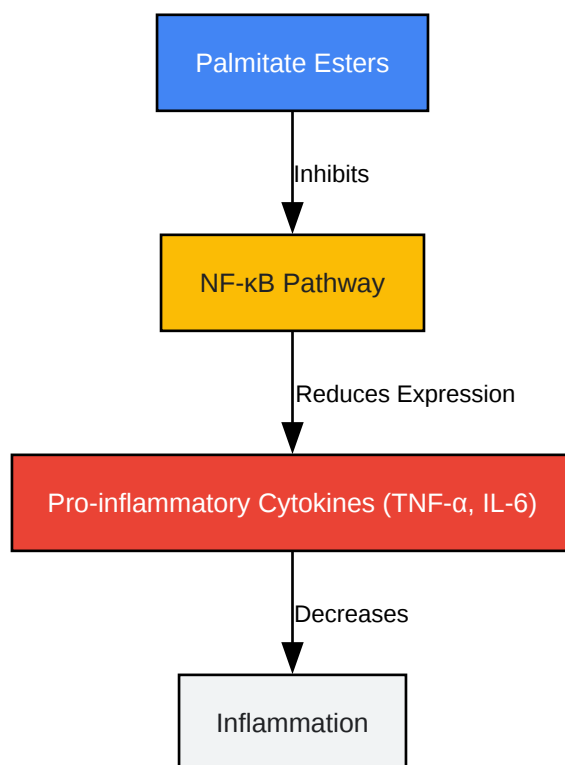 Palmitate Esters
Inhibits
NF-κB Pathway
Reduces Expression
Pro-inflammatory Cytokines (TNF-α, IL-6)
Decreases
Inflammation